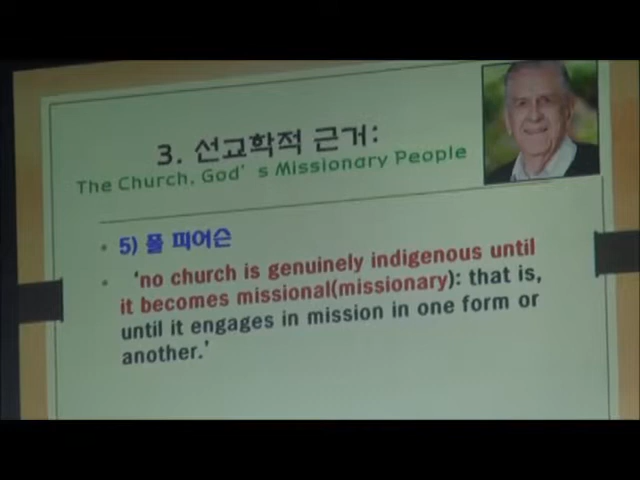 3. 선교학적 근거:
The Church, God's Missionary People
• 5) 폴 피어슨
• 'no church is genuinely indigenous until
it becomes missional(missionary): that is,
until it engages in mission in one form or
another.'